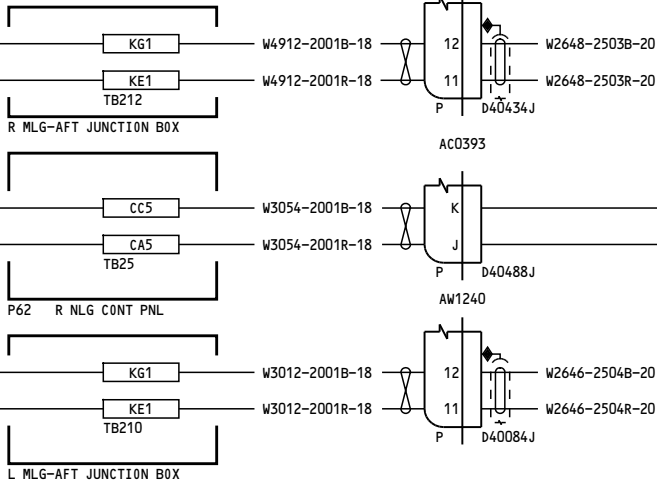 KG1 W4912-2001B-18 12 W2648-2503B-20
KE1 W4912-2001R-18 11 W2648-2503R-20
TB212 P D40434J
R MLG-AFT JUNCTION BOX
AC0393
CC5 W3054-2001B-18 K
CA5 W3054-2001R-18 J
TB25 P D40488J
P62 R NLG CONT PNL
AW1240
KG1 W3012-2001B-18 12 W2646-2504B-20
KE1 W3012-2001R-18 11 W2646-2504R-20
TB210 P D40084J
L MLG-AFT JUNCTION BOX